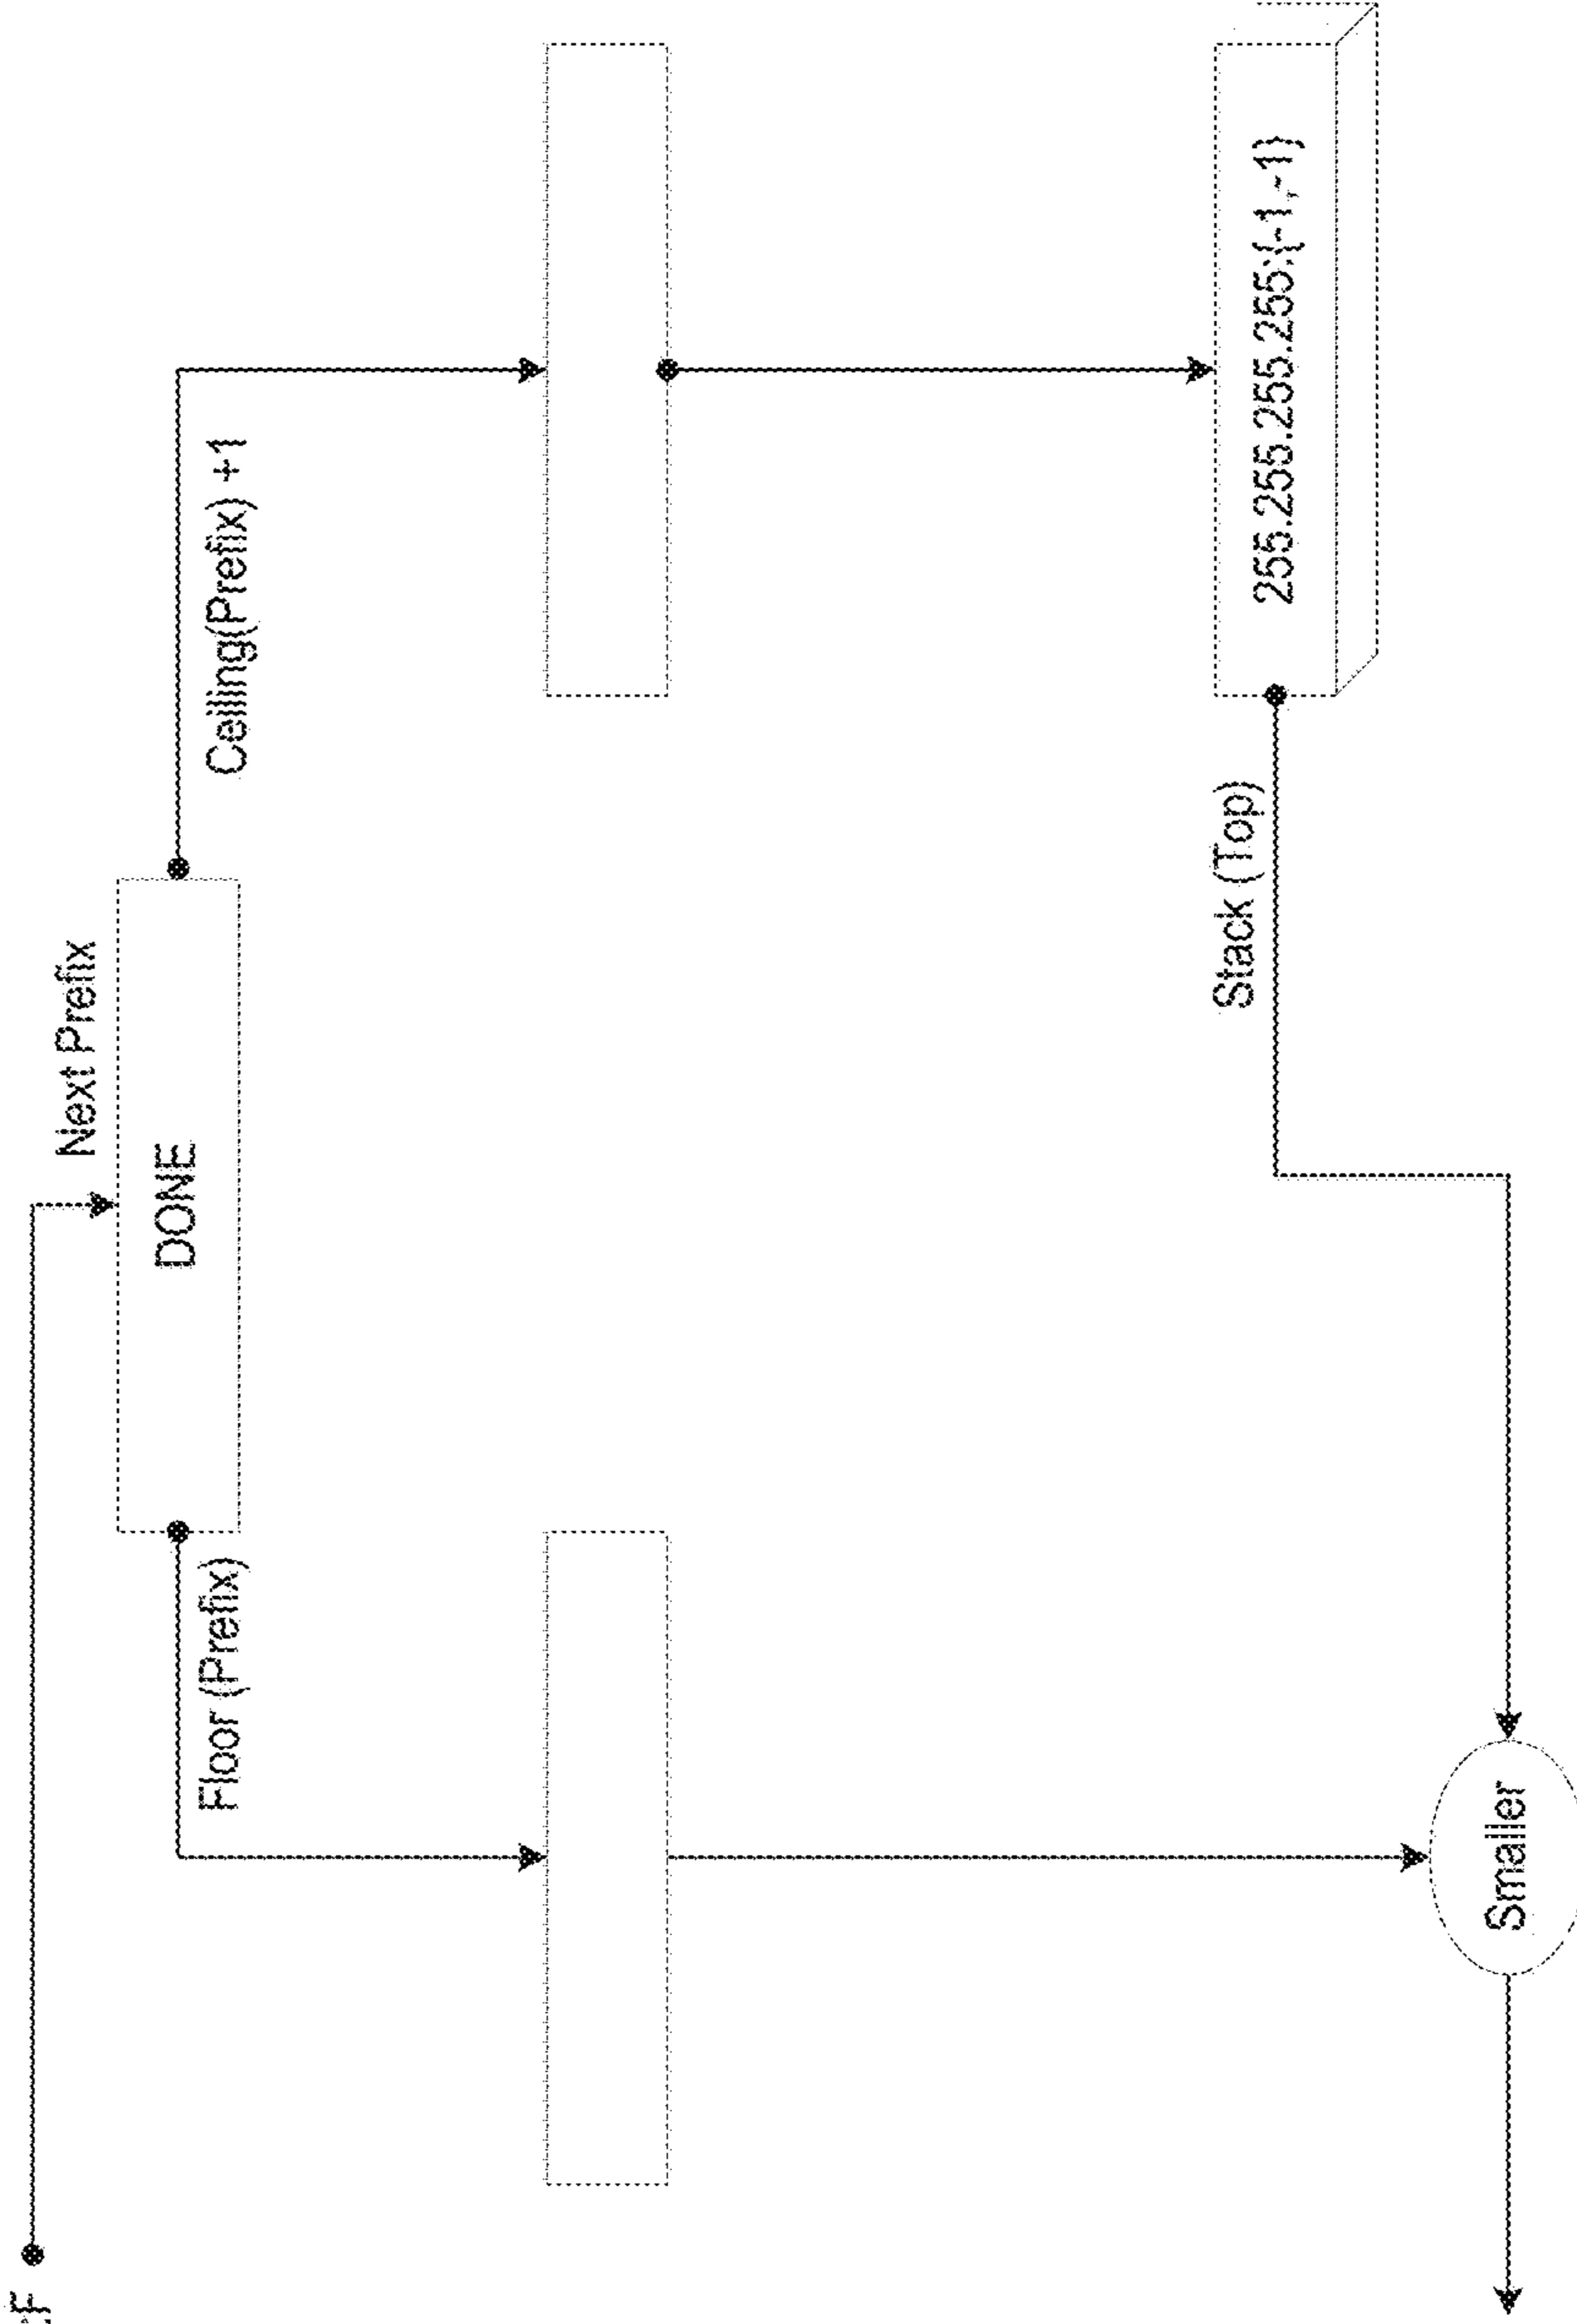 Next Prefix
DONE
Floor (Prefix)
Ceiling(Prefix) +1
Stack (Top)
255.255.255.255:{-1,-1}
Smaller